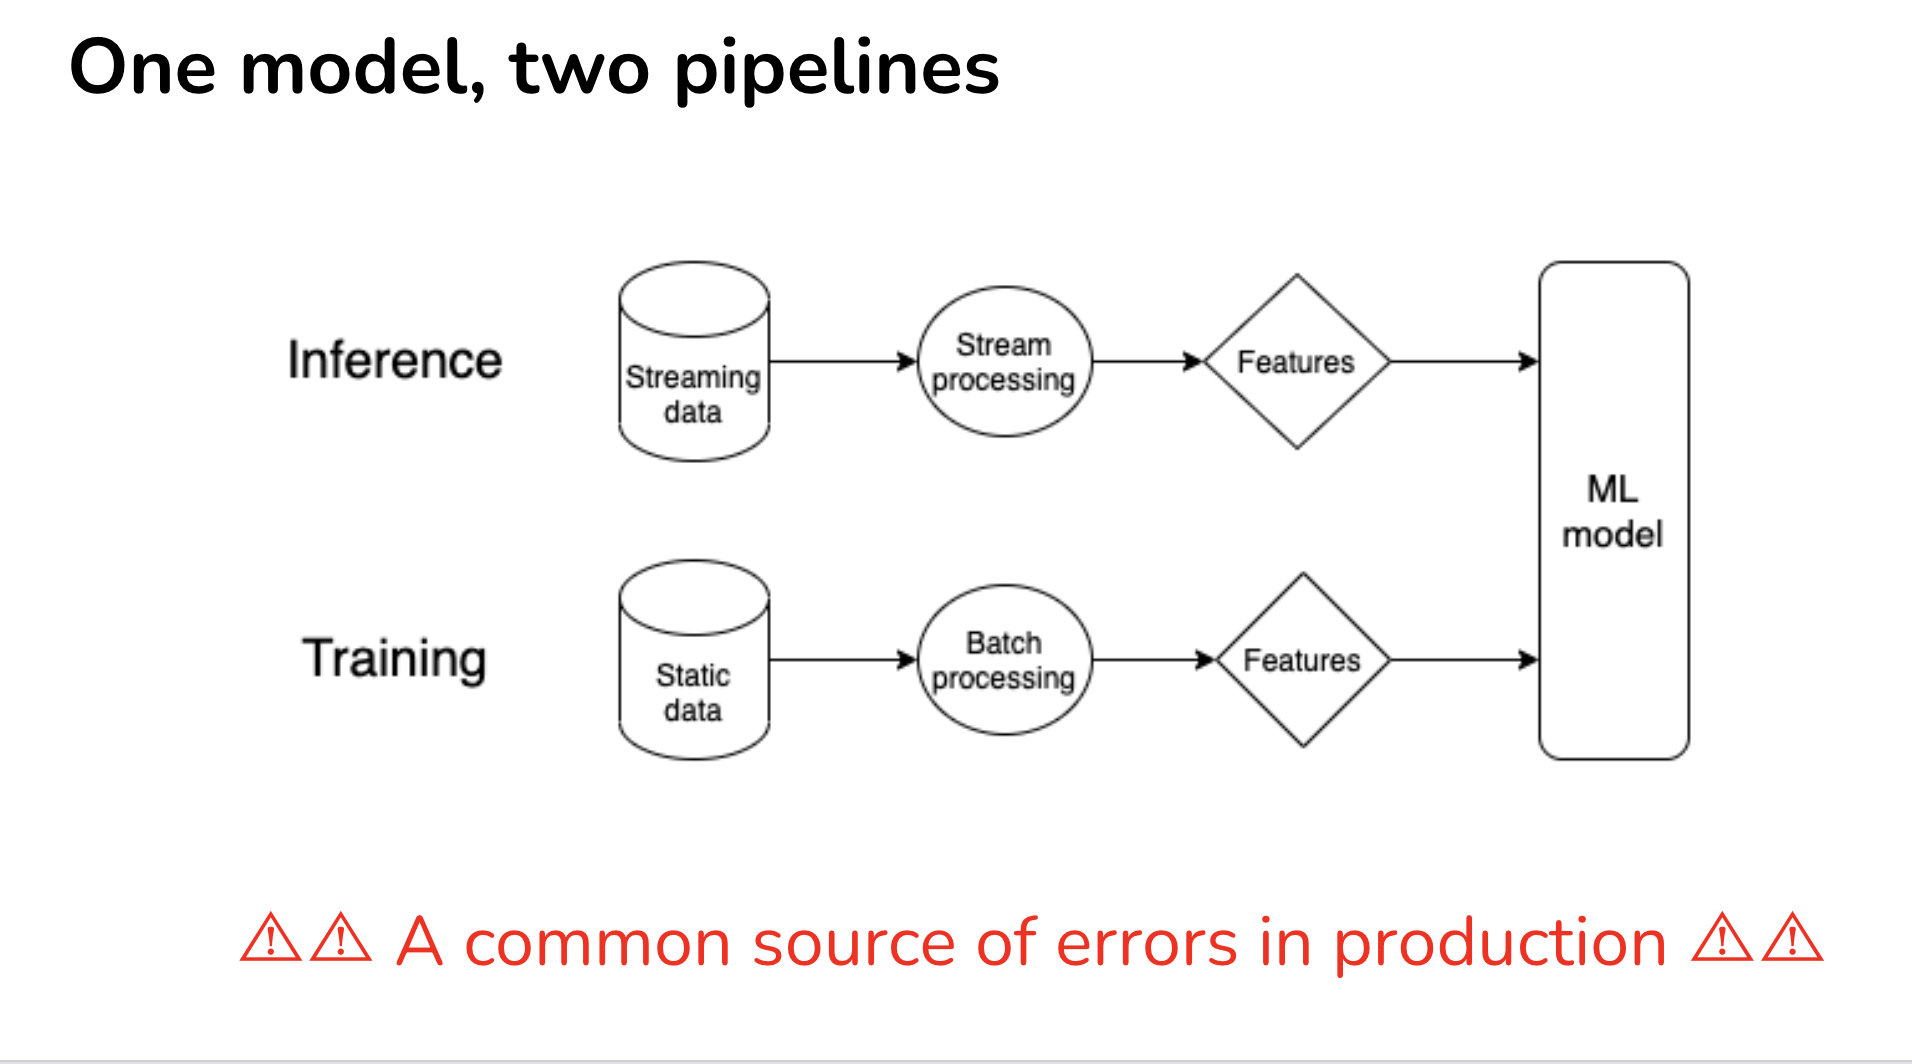 One model, two pipelines
Inference
Streaming
data
Stream
processing
Features
ML
model
Training
Static
data
Batch
processing
Features
⚠⚠ A common source of errors in production ⚠⚠